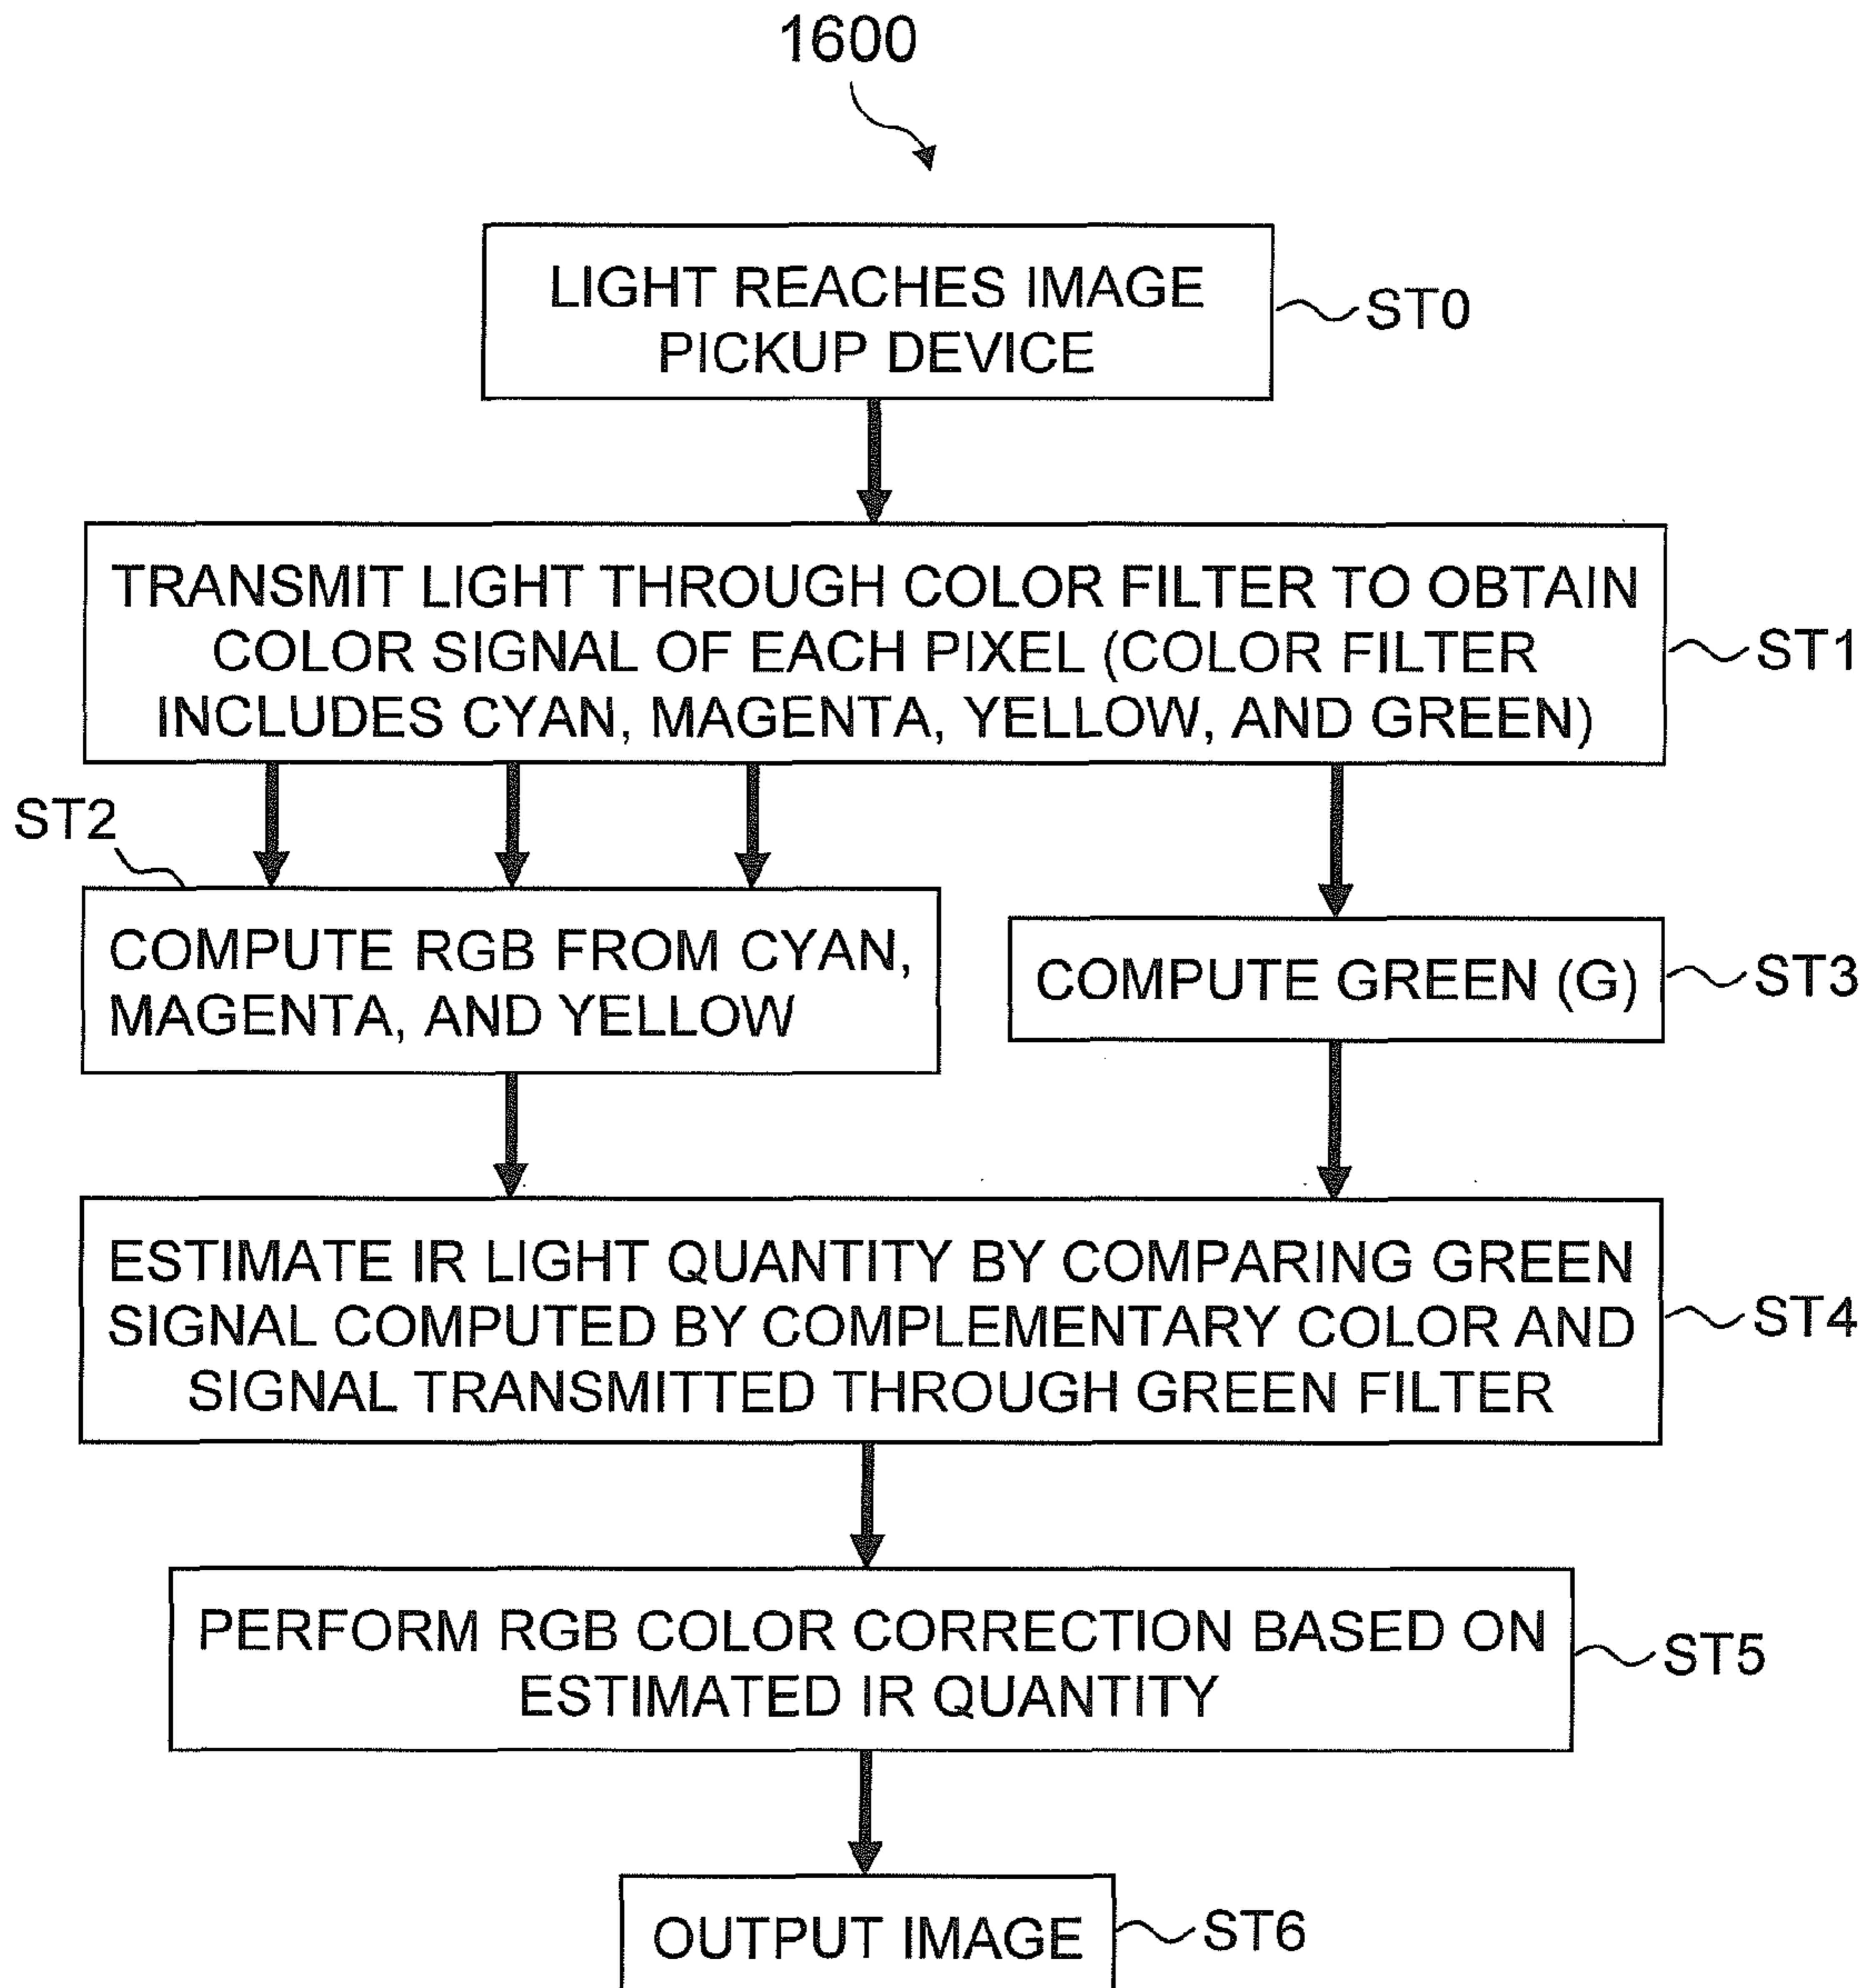 1600
LIGHT REACHES IMAGE
PICKUP DEVICE
ST0
TRANSMIT LIGHT THROUGH COLOR FILTER TO OBTAIN
COLOR SIGNAL OF EACH PIXEL (COLOR FILTER
INCLUDES CYAN, MAGENTA, YELLOW, AND GREEN)
ST1
ST2
COMPUTE RGB FROM CYAN,
MAGENTA, AND YELLOW
COMPUTE GREEN (G)
ST3
ESTIMATE IR LIGHT QUANTITY BY COMPARING GREEN
SIGNAL COMPUTED BY COMPLEMENTARY COLOR AND
SIGNAL TRANSMITTED THROUGH GREEN FILTER
ST4
PERFORM RGB COLOR CORRECTION BASED ON
ESTIMATED IR QUANTITY
ST5
OUTPUT IMAGE
ST6